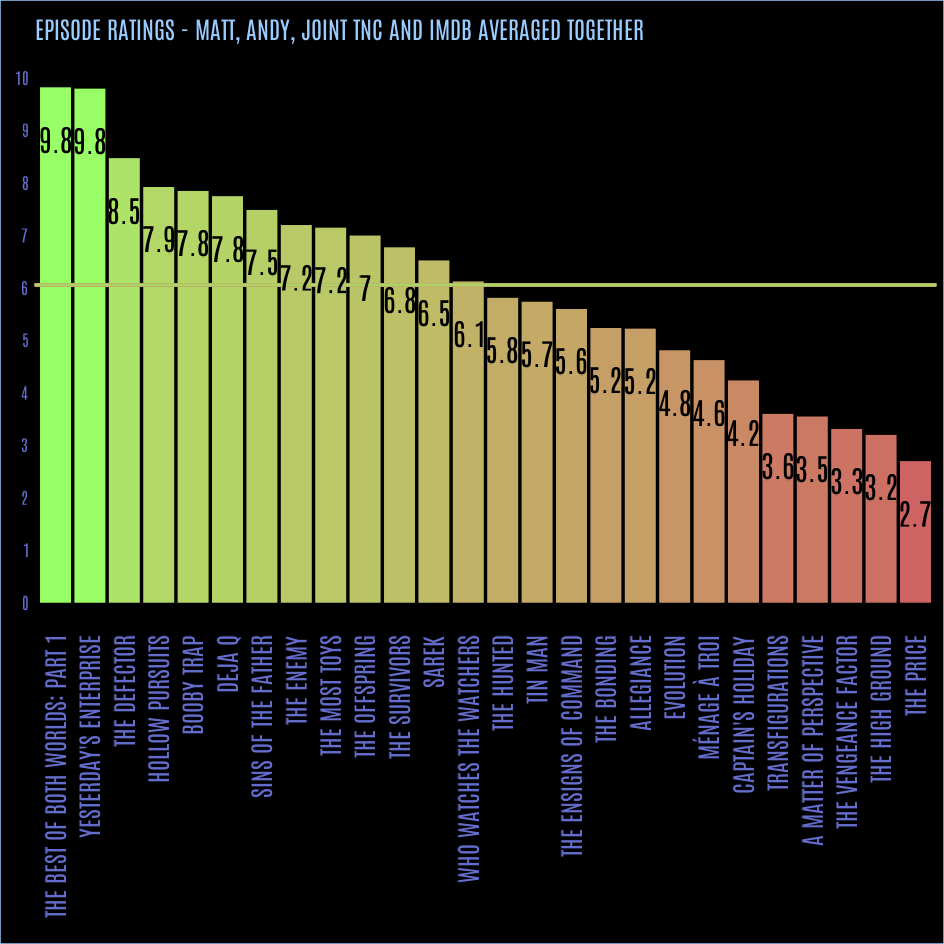 EPISODE RATINGS - MATT, ANDY, JOINT TNC AND IMDB AVERAGED TOGETHER
10
9
8
7
6
5
4
3
2
1
0
9.8
9.8
8.5
7.9
7.8
7.8
7.5
7.2
7.2
7
6.8
6.5
6.1
5.8
5.7
5.6
5.2
5.2
4.8
4.6
4.2
3.6
3.5
3.3
3.2
2.7
THE BEST OF BOTH WORLDS: PART 1
YESTERDAY'S ENTERPRISE
THE DEFECTOR
HOLLOW PURSUITS
BOOBY TRAP
DEJA Q
SINS OF THE FATHER
THE ENEMY
THE MOST TOYS
THE OFFSPRING
THE SURVIVORS
SAREK
WHO WATCHES THE WATCHERS
THE HUNTED
TIN MAN
THE ENSIGNS OF COMMAND
THE BONDING
ALLEGIANCE
EVOLUTION
MÉNAGE À TROI
CAPTAIN'S HOLIDAY
TRANSFIGURATIONS
A MATTER OF PERSPECTIVE
THE VENGEANCE FACTOR
THE HIGH GROUND
THE PRICE